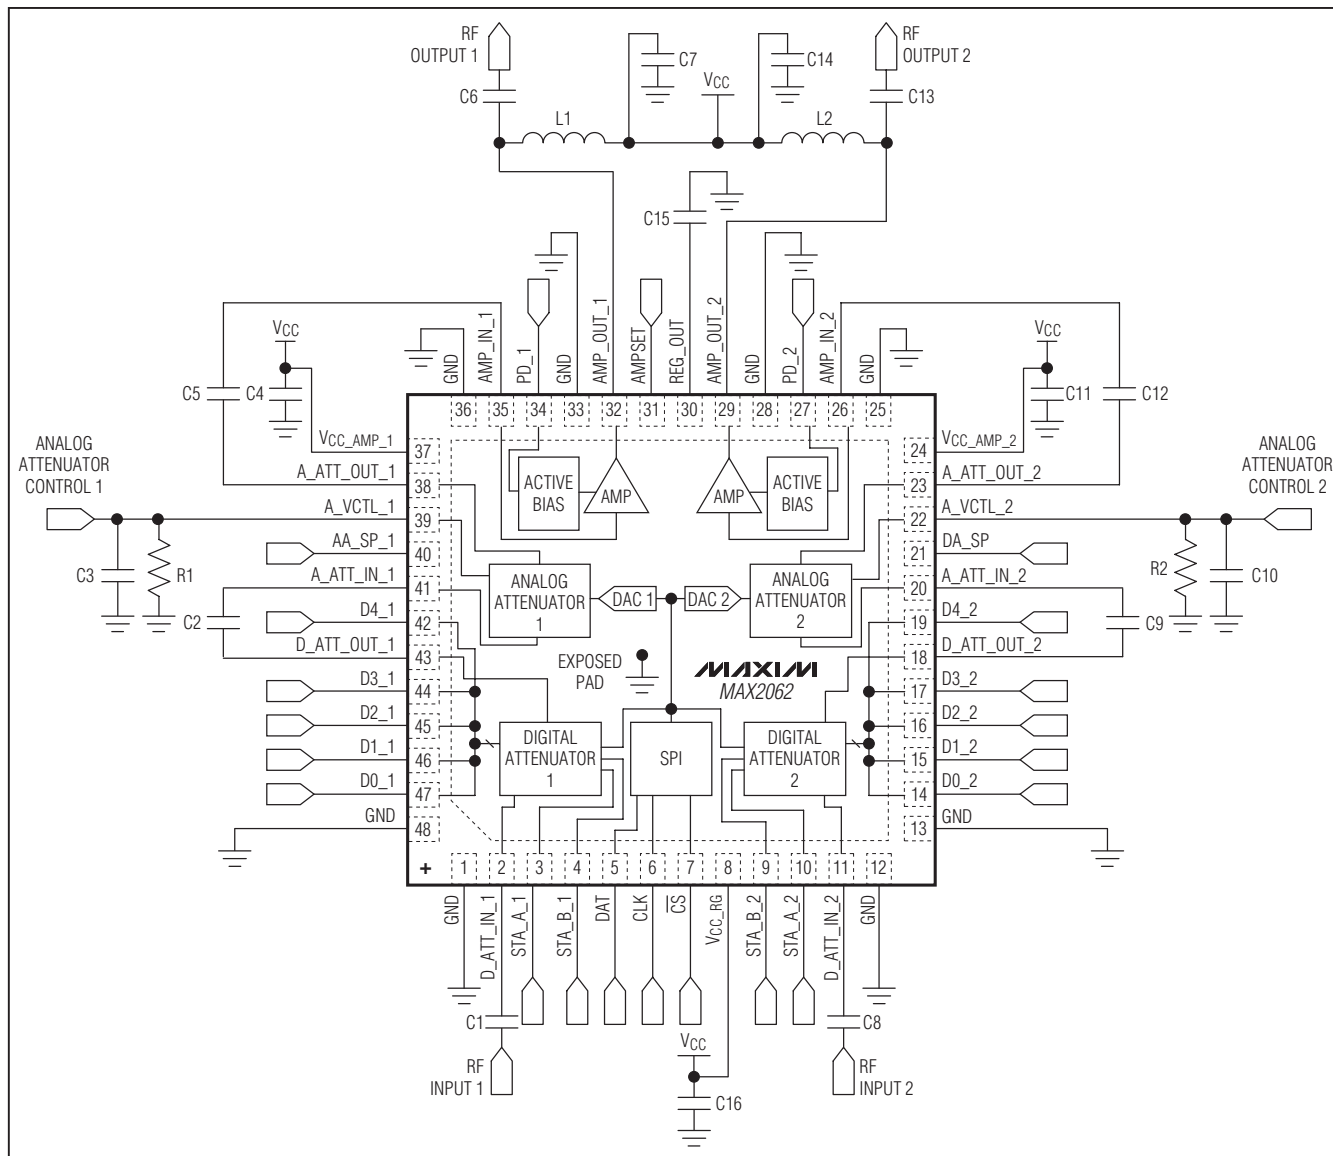 RF
OUTPUT 1
C6
L1
C7
VCC
C14
L2
RF
OUTPUT 2
C13
C15
C5
VCC
C4
GND
AMP_IN_1
PD_1
GND
AMP_OUT_1
AMPSET
REG_OUT
AMP_OUT_2
GND
PD_2
AMP_IN_2
GND
VCC
C11
C12
36
35
34
33
32
31
30
29
28
27
26
25
ANALOG
ATTENUATOR
CONTROL 1
C3
R1
C2
VCC_AMP_1
A_ATT_OUT_1
A_VCTL_1
AA_SP_1
A_ATT_IN_1
D4_1
D_ATT_OUT_1
D3_1
D2_1
D1_1
D0_1
GND
37
38
39
40
41
42
43
44
45
46
47
48
ACTIVE
BIAS
AMP
AMP
ACTIVE
BIAS
ANALOG
ATTENUATOR
1
DAC 1
DAC 2
ANALOG
ATTENUATOR
2
EXPOSED
PAD
MAXIM
MAX2062
DIGITAL
ATTENUATOR
1
SPI
DIGITAL
ATTENUATOR
2
24
23
22
21
20
19
18
17
16
15
14
13
VCC_AMP_2
A_ATT_OUT_2
A_VCTL_2
DA_SP
A_ATT_IN_2
D4_2
D_ATT_OUT_2
D3_2
D2_2
D1_2
D0_2
GND
ANALOG
ATTENUATOR
CONTROL 2
R2
C10
C9
+
1
2
3
4
5
6
7
8
9
10
11
12
GND
D_ATT_IN_1
STA_A_1
STA_B_1
DAT
CLK
CS
VCC_RG
STA_B_2
STA_A_2
D_ATT_IN_2
GND
C1
RF
INPUT 1
VCC
C16
C8
RF
INPUT 2